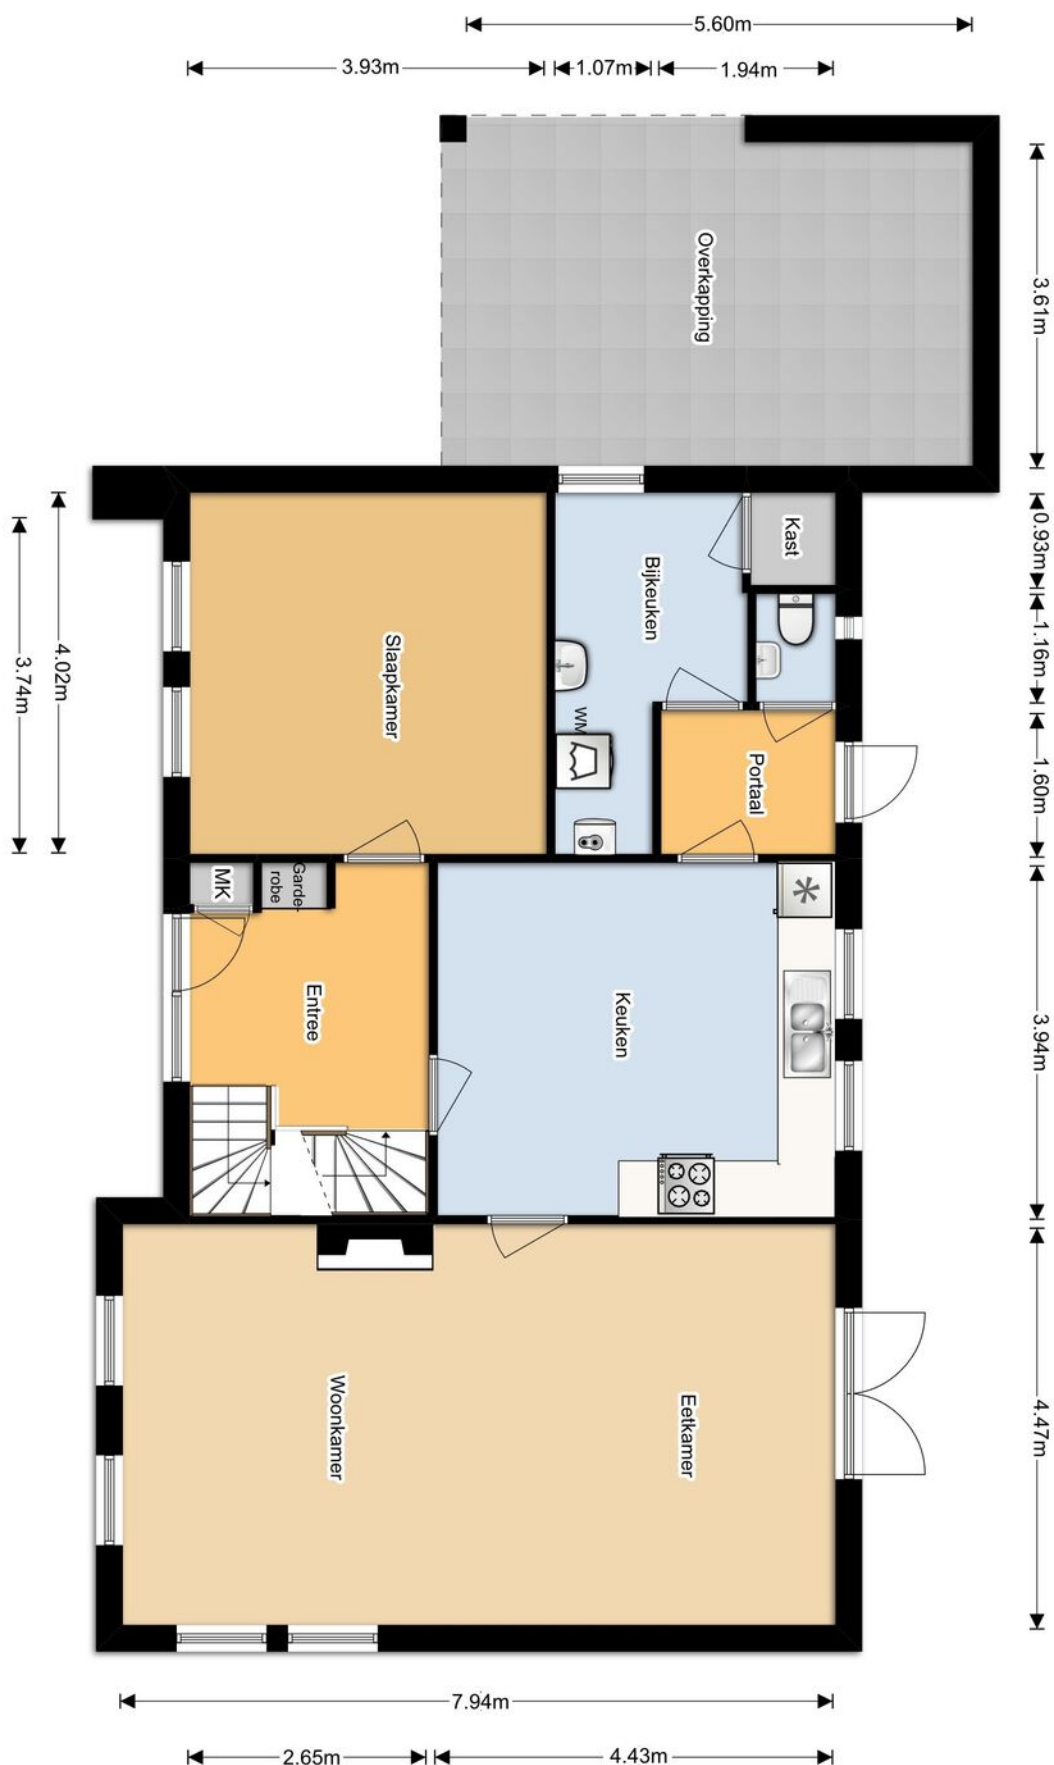 5.60m
3.93m
1.07m
1.94m
Overkapping
3.61m
Kast
0.93m
Bijkeuken
1.16m
Slaapkamer
4.02m
3.74m
WM
Portaal
1.60m
MK
Garde-
robe
Entree
Keuken
3.94m
Woonkamer
Eetkamer
4.47m
7.94m
2.65m
4.43m